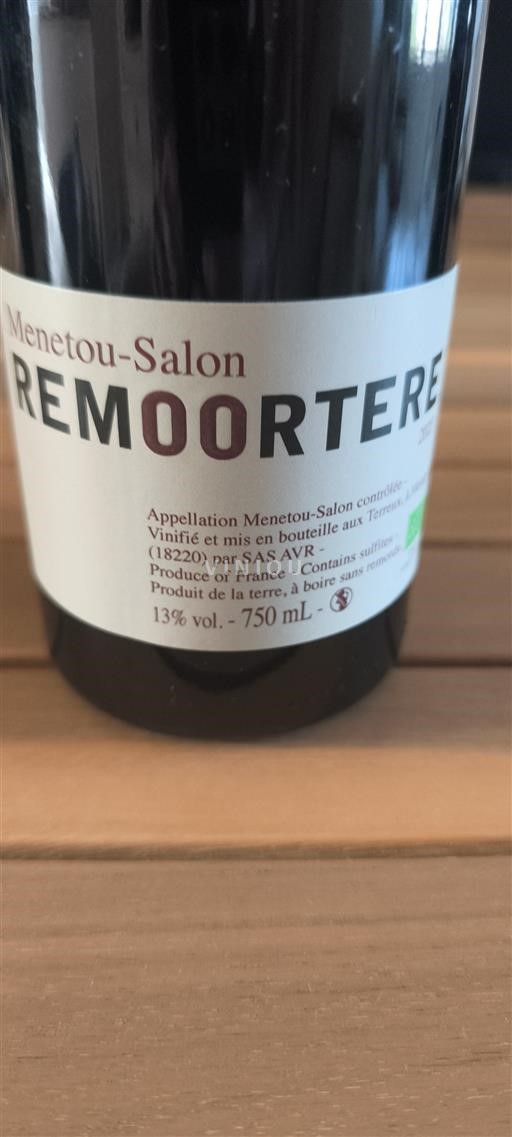 Menetou-Salon
REMOORTERE
Appellation Menetou-Salon contrôlée -
Vinifié et mis en bouteille aux Terreux, à
(18220) par SAS AVR -
Produce of France - Contains sulfites -
Produit de la terre, à boire sans remords.
13% vol. - 750 mL -
VINIQU